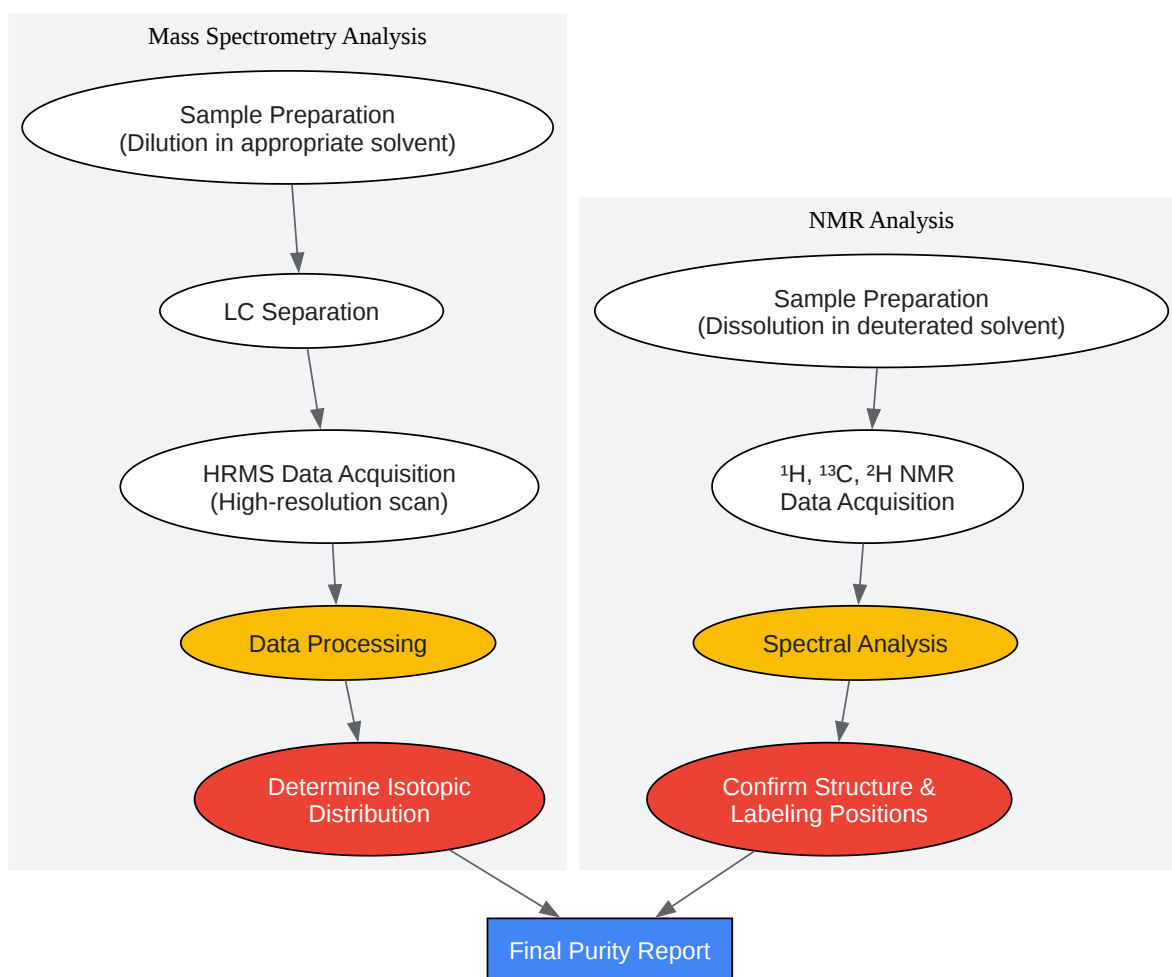 Mass Spectrometry Analysis
Sample Preparation
(Dilution in appropriate solvent)
LC Separation
HRMS Data Acquisition
(High-resolution scan)
Data Processing
Determine Isotopic
Distribution
NMR Analysis
Sample Preparation
(Dissolution in deuterated solvent)
¹H, ¹³C, ²H NMR
Data Acquisition
Spectral Analysis
Confirm Structure &
Labeling Positions
Final Purity Report